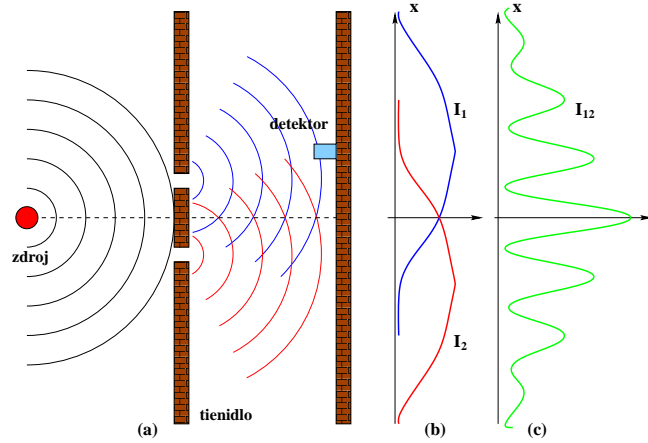 x
x
I1
I12
detektor
zdroj
I2
tienidlo
(a)
(b)
(c)